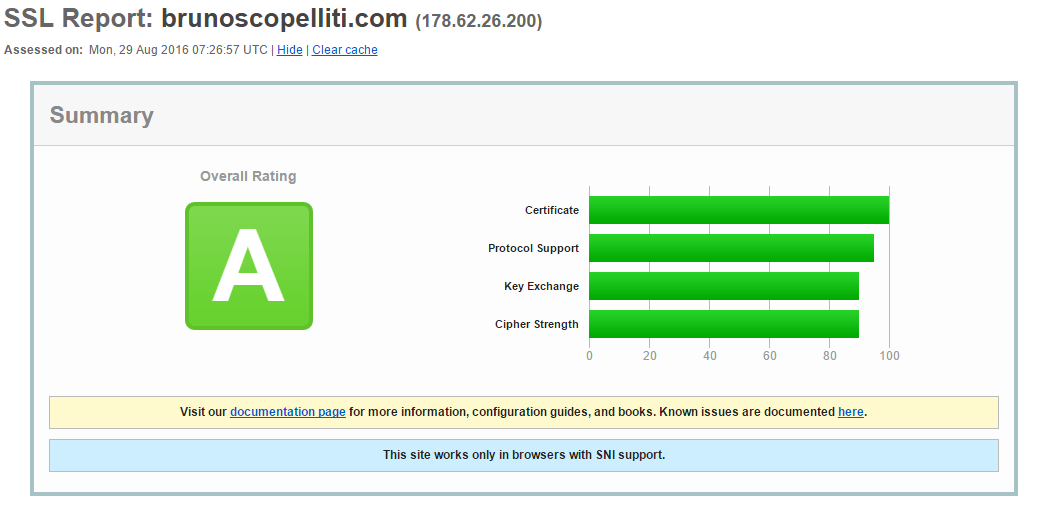 SSL Report: brunoscopelliti.com (178.62.26.200)
Assessed on: Mon, 29 Aug 2016 07:26:57 UTC | Hide | Clear cache
Summary
Overall Rating
A
Certificate
Protocol Support
Key Exchange
Cipher Strength
0 20 40 60 80 100
Visit our documentation page for more information, configuration guides, and books. Known issues are documented here.
This site works only in browsers with SNI support.